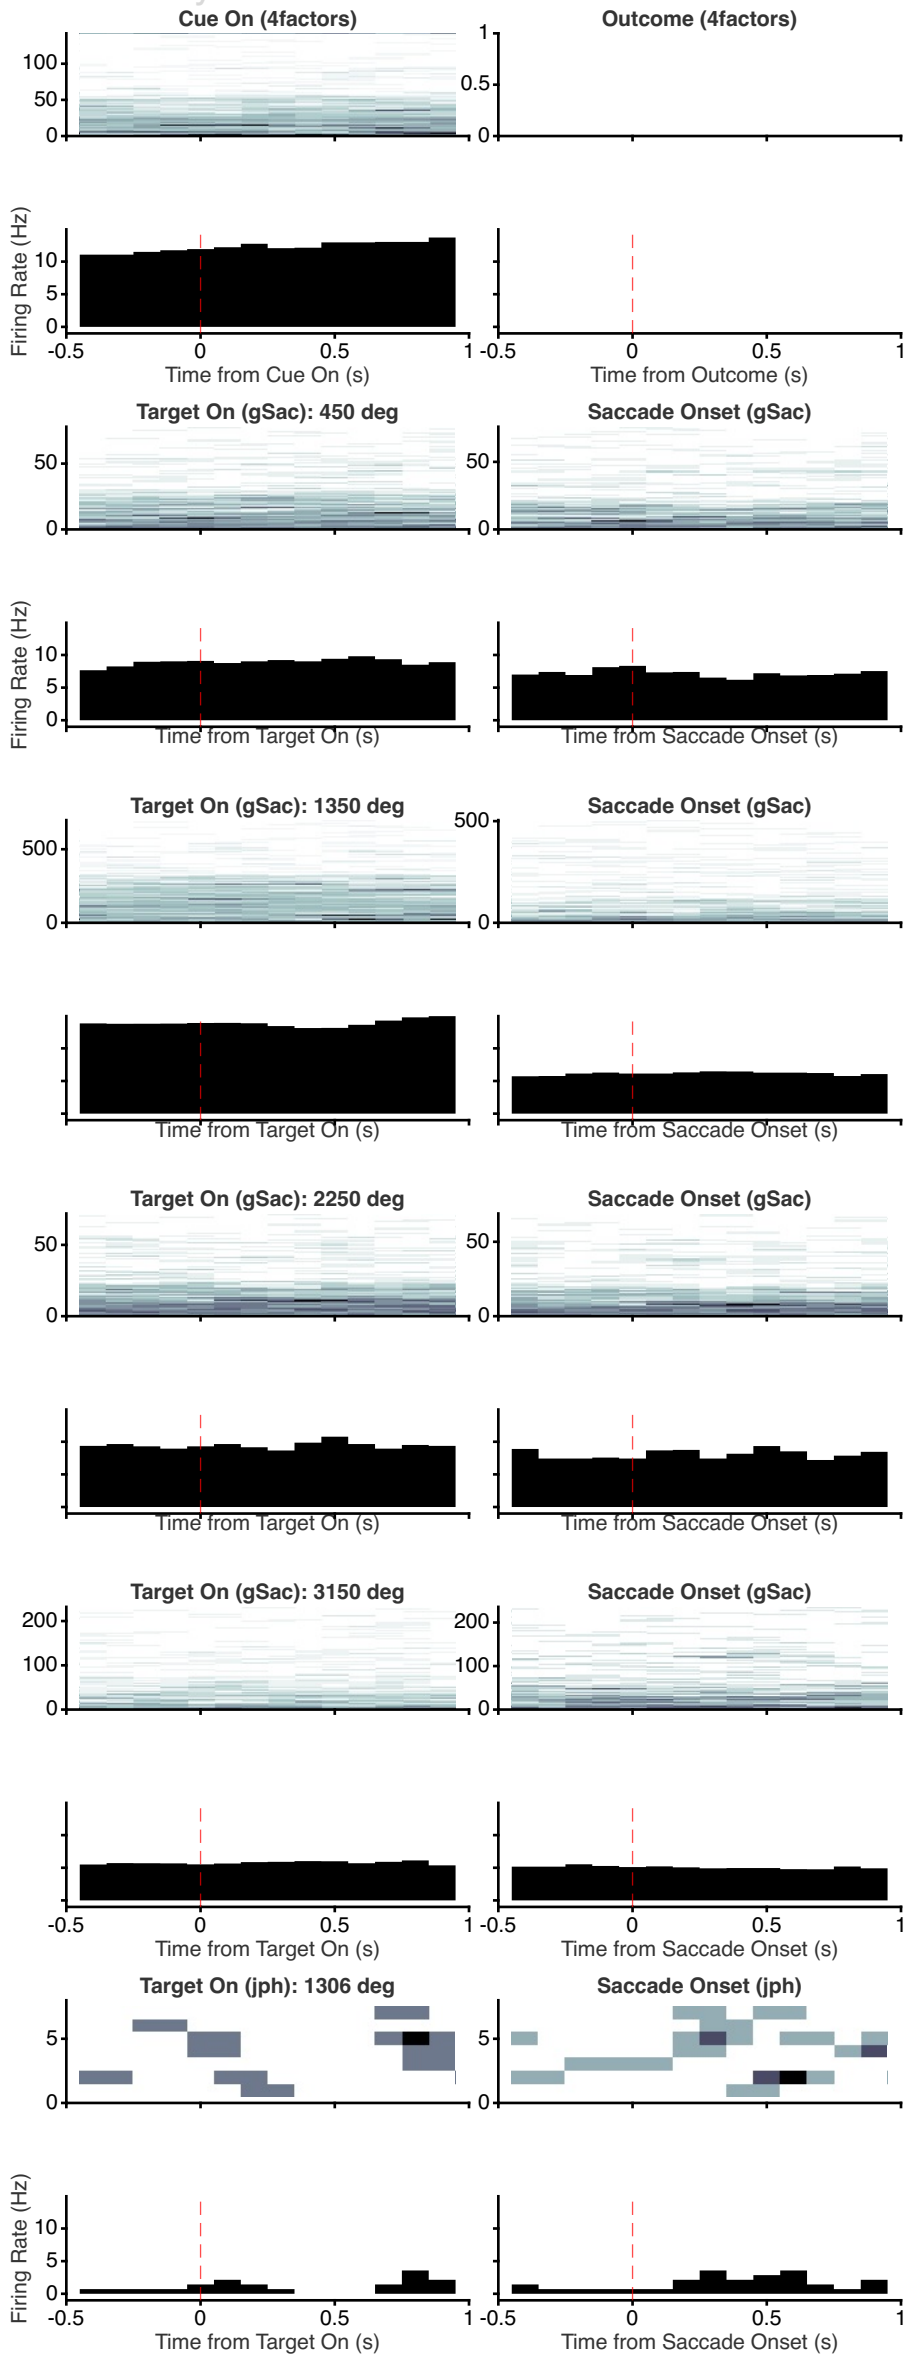 Cue On (4factors) Outcome (4factors)
100
50
0
1
0.5
0
Firing Rate (Hz)
10
5
0
-0.5 0 0.5 1 -0.5 0 0.5 1
Time from Cue On (s) Time from Outcome (s)
Target On (gSac): 450 deg Saccade Onset (gSac)
50
0
50
0
Firing Rate (Hz)
10
5
0
Time from Target On (s) Time from Saccade Onset (s)
Target On (gSac): 1350 deg Saccade Onset (gSac)
500
0
500
0
Time from Target On (s) Time from Saccade Onset (s)
Target On (gSac): 2250 deg Saccade Onset (gSac)
50
0
50
0
Time from Target On (s) Time from Saccade Onset (s)
Target On (gSac): 3150 deg Saccade Onset (gSac)
200
100
0
200
100
0
-0.5 0 0.5 1 -0.5 0 0.5 1
Time from Target On (s) Time from Saccade Onset (s)
Target On (jph): 1306 deg Saccade Onset (jph)
5
0
5
0
Firing Rate (Hz)
10
5
0
-0.5 0 0.5 1 -0.5 0 0.5 1
Time from Target On (s) Time from Saccade Onset (s)